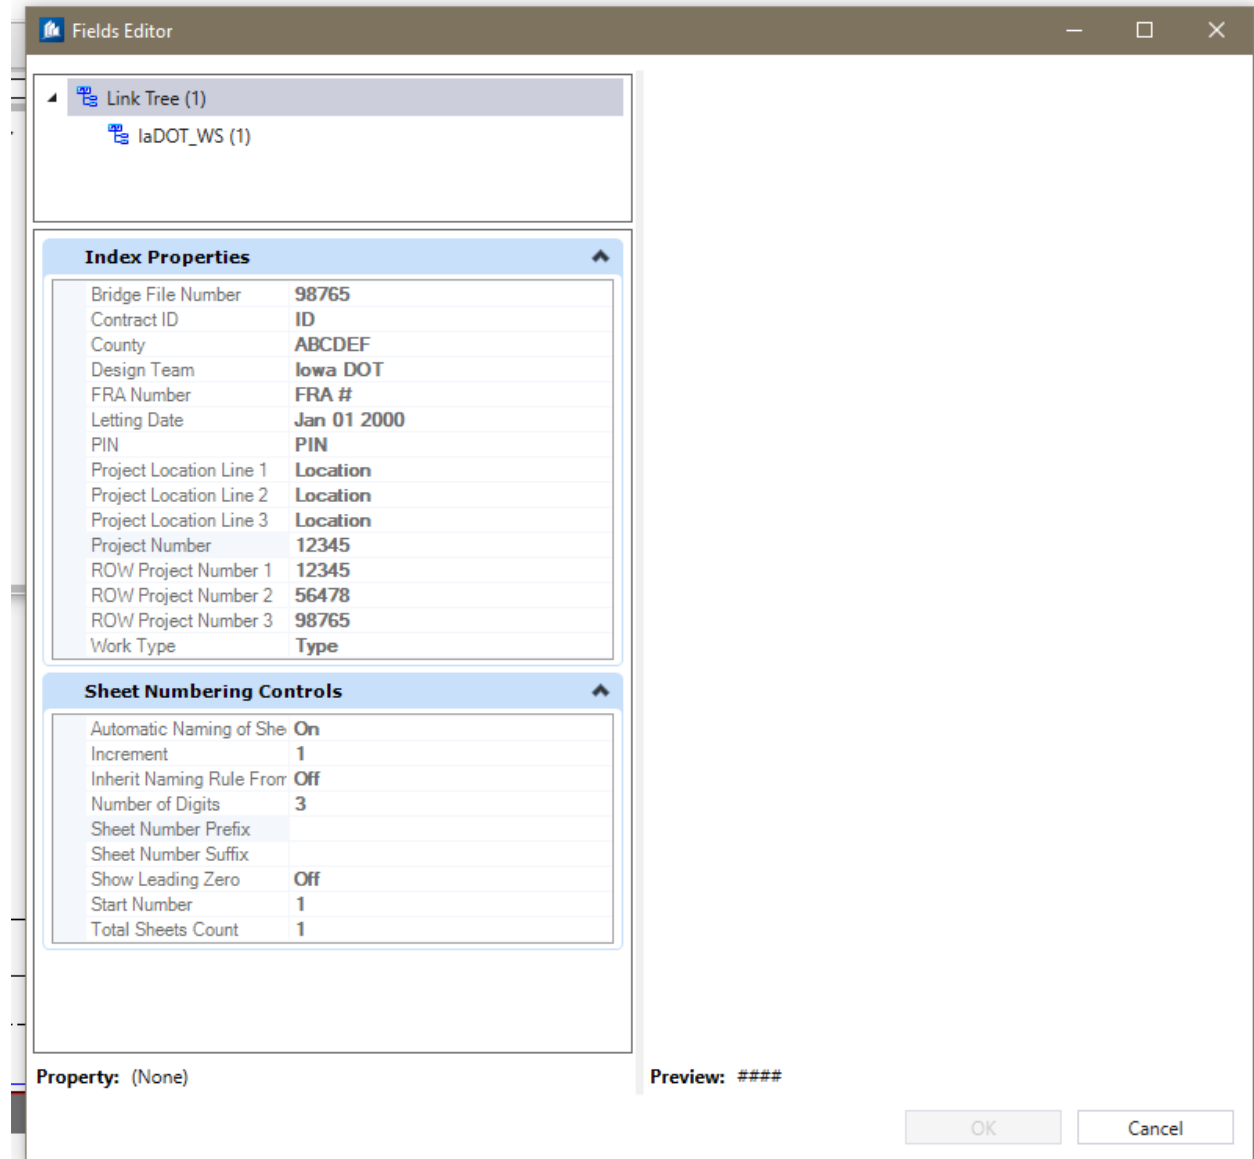 Fields Editor
Link Tree (1)
IaDOT_WS (1)
Index Properties
Bridge File Number 98765
Contract ID ID
County ABCDEF
Design Team Iowa DOT
FRA Number FRA #
Letting Date Jan 01 2000
PIN PIN
Project Location Line 1 Location
Project Location Line 2 Location
Project Location Line 3 Location
Project Number 12345
ROW Project Number 1 12345
ROW Project Number 2 56478
ROW Project Number 3 98765
Work Type Type
Sheet Numbering Controls
Automatic Naming of She On
Increment 1
Inherit Naming Rule From Off
Number of Digits 3
Sheet Number Prefix
Sheet Number Suffix
Show Leading Zero Off
Start Number 1
Total Sheets Count 1
Property: (None) Preview: ####
OK Cancel